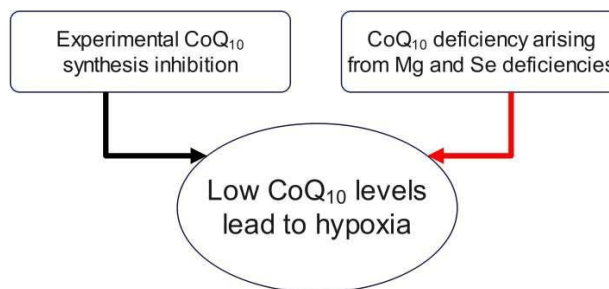 Experimental CoQ₁₀
synthesis inhibition
CoQ₁₀ deficiency arising
from Mg and Se deficiencies
Low CoQ₁₀ levels
lead to hypoxia